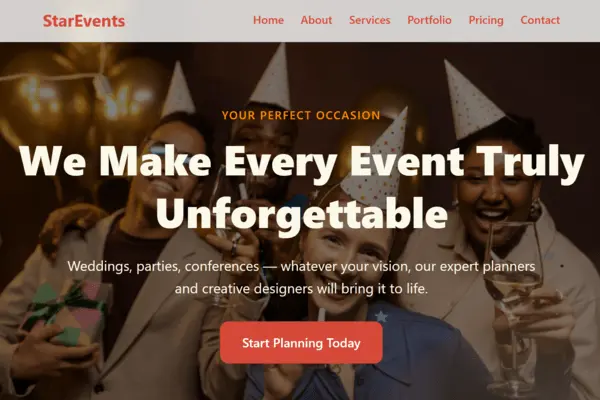 StarEvents
Home About Services Portfolio Pricing Contact
YOUR PERFECT OCCASION
We Make Every Event Truly
Unforgettable
Weddings, parties, conferences — whatever your vision, our expert planners
and creative designers will bring it to life.
Start Planning Today